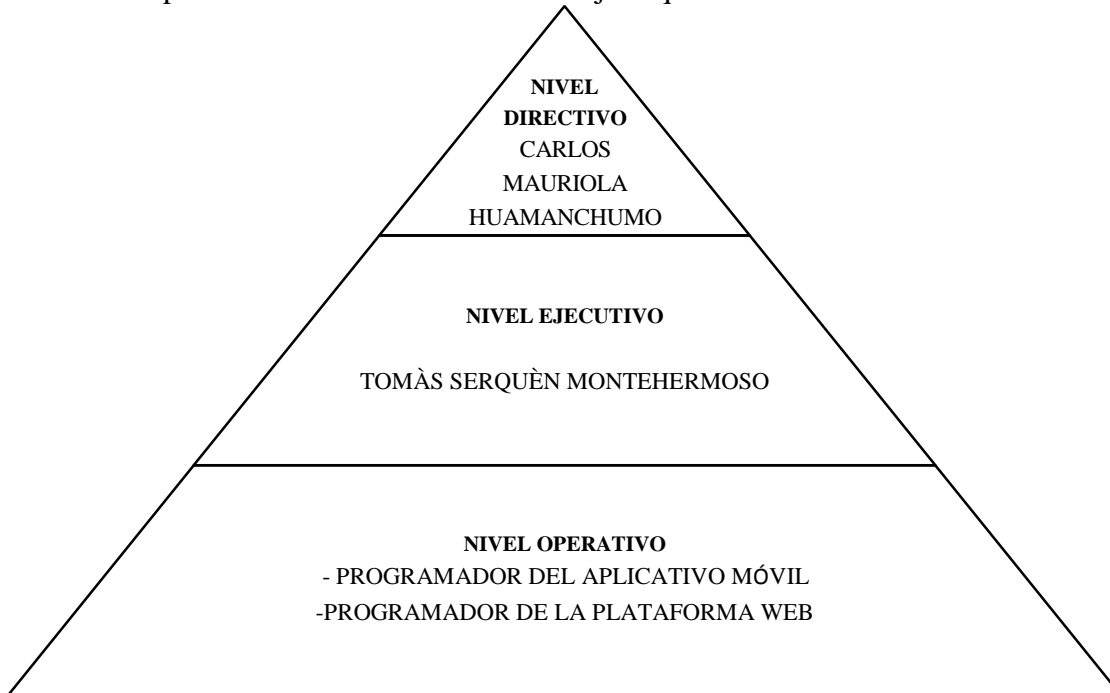 NIVEL
DIRECTIVO
CARLOS
MAURIOLA
HUAMANCHUMO
NIVEL EJECUTIVO
TOMÀS SERQUÈN MONTEHERMOSO
NIVEL OPERATIVO
- PROGRAMADOR DEL APLICATIVO MÓVIL
-PROGRAMADOR DE LA PLATAFORMA WEB